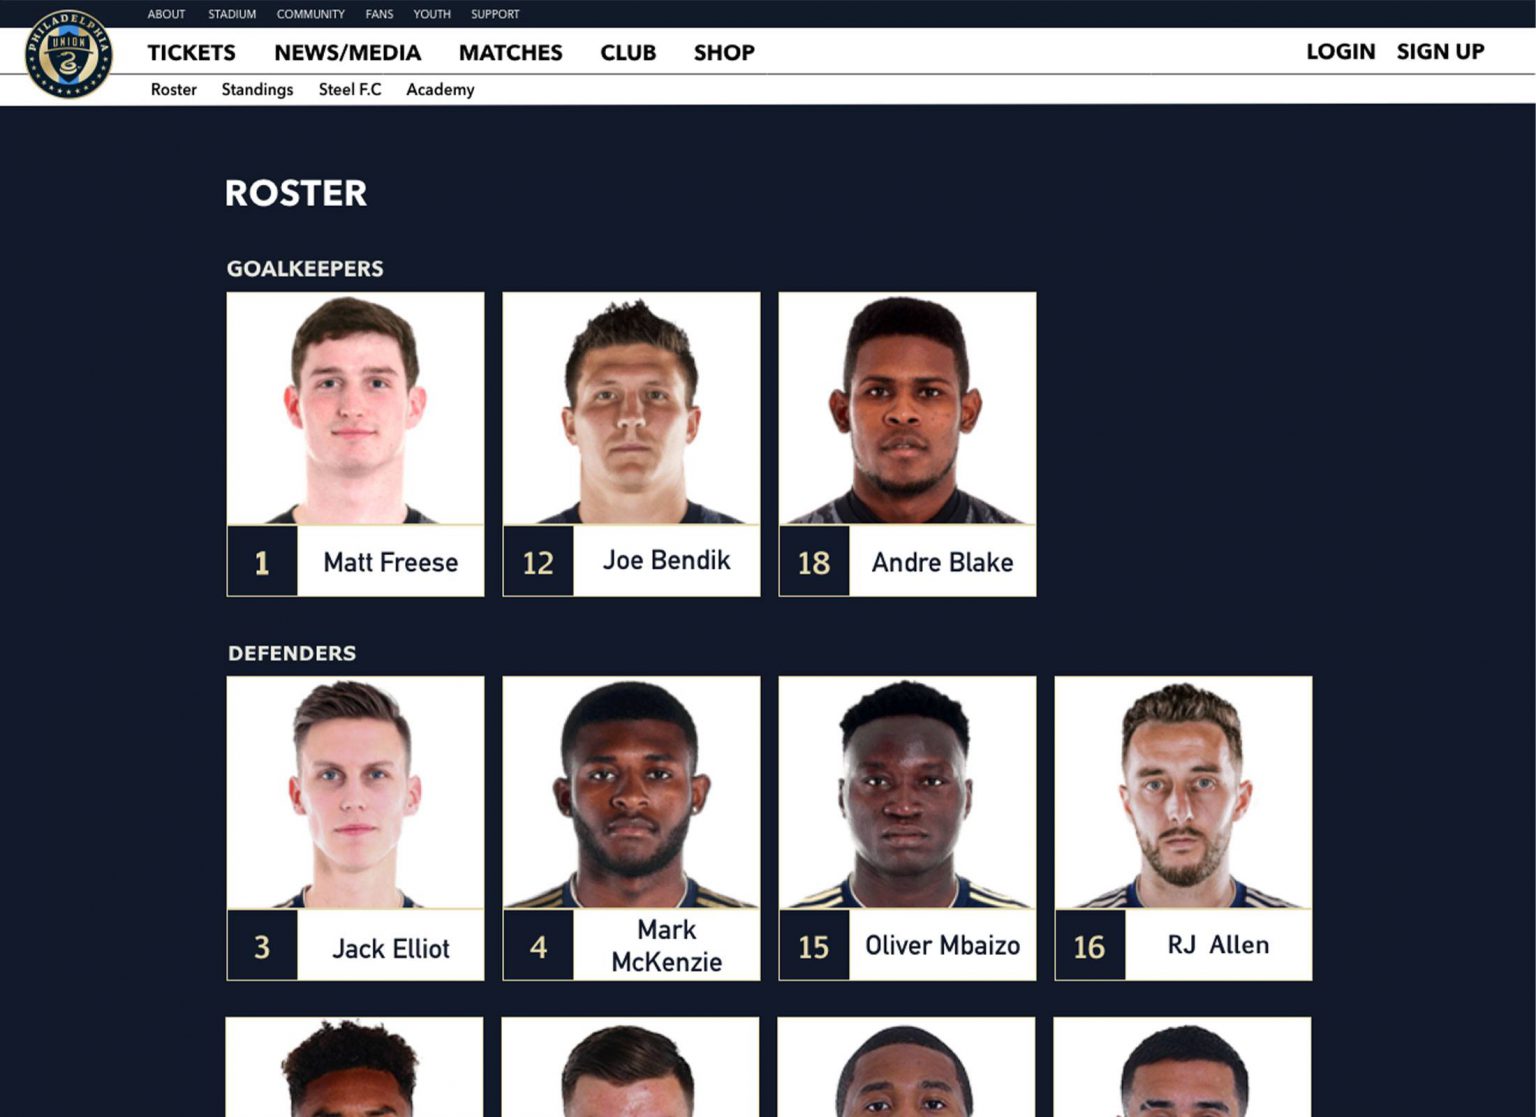 ABOUT STADIUM COMMUNITY FANS YOUTH SUPPORT
PHILADELPHIA
UNION
TICKETS NEWS/MEDIA MATCHES CLUB SHOP LOGIN SIGN UP
Roster Standings Steel F.C Academy
ROSTER
GOALKEEPERS
1 Matt Freese
12 Joe Bendik
18 Andre Blake
DEFENDERS
3 Jack Elliot
4 Mark
McKenzie
15 Oliver Mbaizo
16 RJ Allen